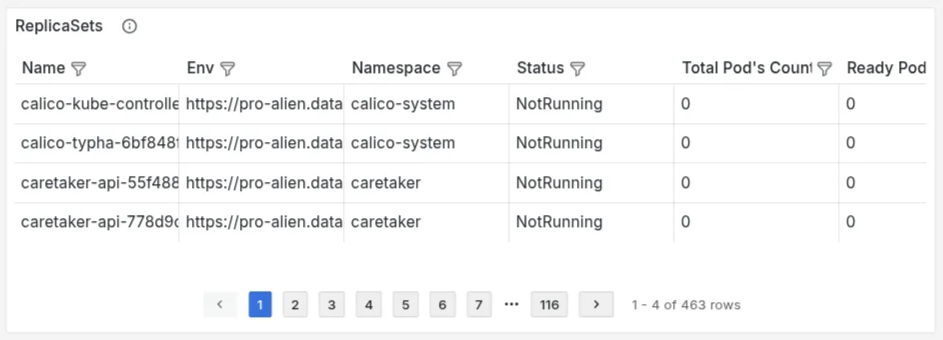 ReplicaSets
Name Env Namespace Status Total Pod's Count Ready Pod
calico-kube-controlle https://pro-alien.data calico-system NotRunning 0 0
calico-typha-6bf848 https://pro-alien.data calico-system NotRunning 0 0
caretaker-api-55f488 https://pro-alien.data caretaker NotRunning 0 0
caretaker-api-778d9c https://pro-alien.data caretaker NotRunning 0 0
1 2 3 4 5 6 7 ••• 116 1 - 4 of 463 rows